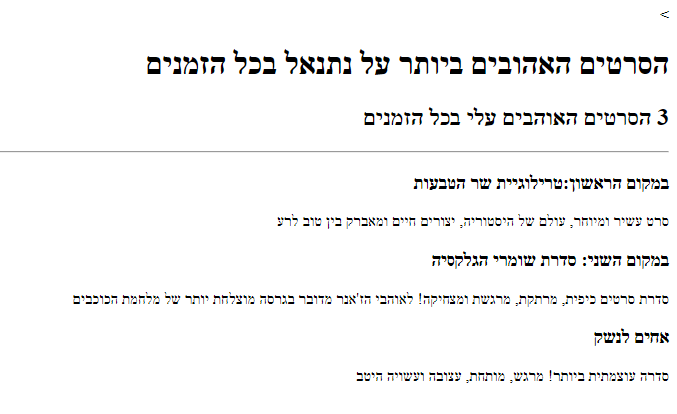 >
הסרטים האהובים ביותר על נתנאל בכל הזמנים
3 הסרטים האוהבים עלי בכל הזמנים
במקום הראשון:טרילוגיית שר הטבעות
סרט עשיר ומיוחר, עולם של היסטוריה, יצורים חיים ומאברק בין טוב לרע
במקום השני: סדרת שומרי הגלקסיה
סדרת סרטים כיפית, מרתקת, מרגשת ומצחיקה! לאוהבי הז'אנר מדובר בגרסה מוצלחת יותר של מלחמת הכוכבים
אחים לנשק
סדרה עוצמתית ביותר! מרגש, מותחת, עצובה ועשויה היטב